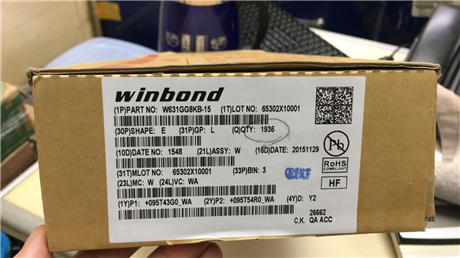 winbond
(1P)PART NO: W631GG8KB-15 (1T)LOT NO: 65302X10001
(30P)SHAPE: E (31P)GP: L (Q)QTY: 1936
(10D)DATE NO: 1548 (21L)ASSY: W (16D)DATE: 20151129
(31T)MLOT NO: 65302X10001 (33P)BIN: 3
(23L)MC: W (24L)VC: WA
(1Y)P1: +095T43G0_WA (2Y)P2: +095T54R0_WA (4Y)D: Y2
26662
C.K. QA ACC
Pb
RoHS
COMPLIANT
HF